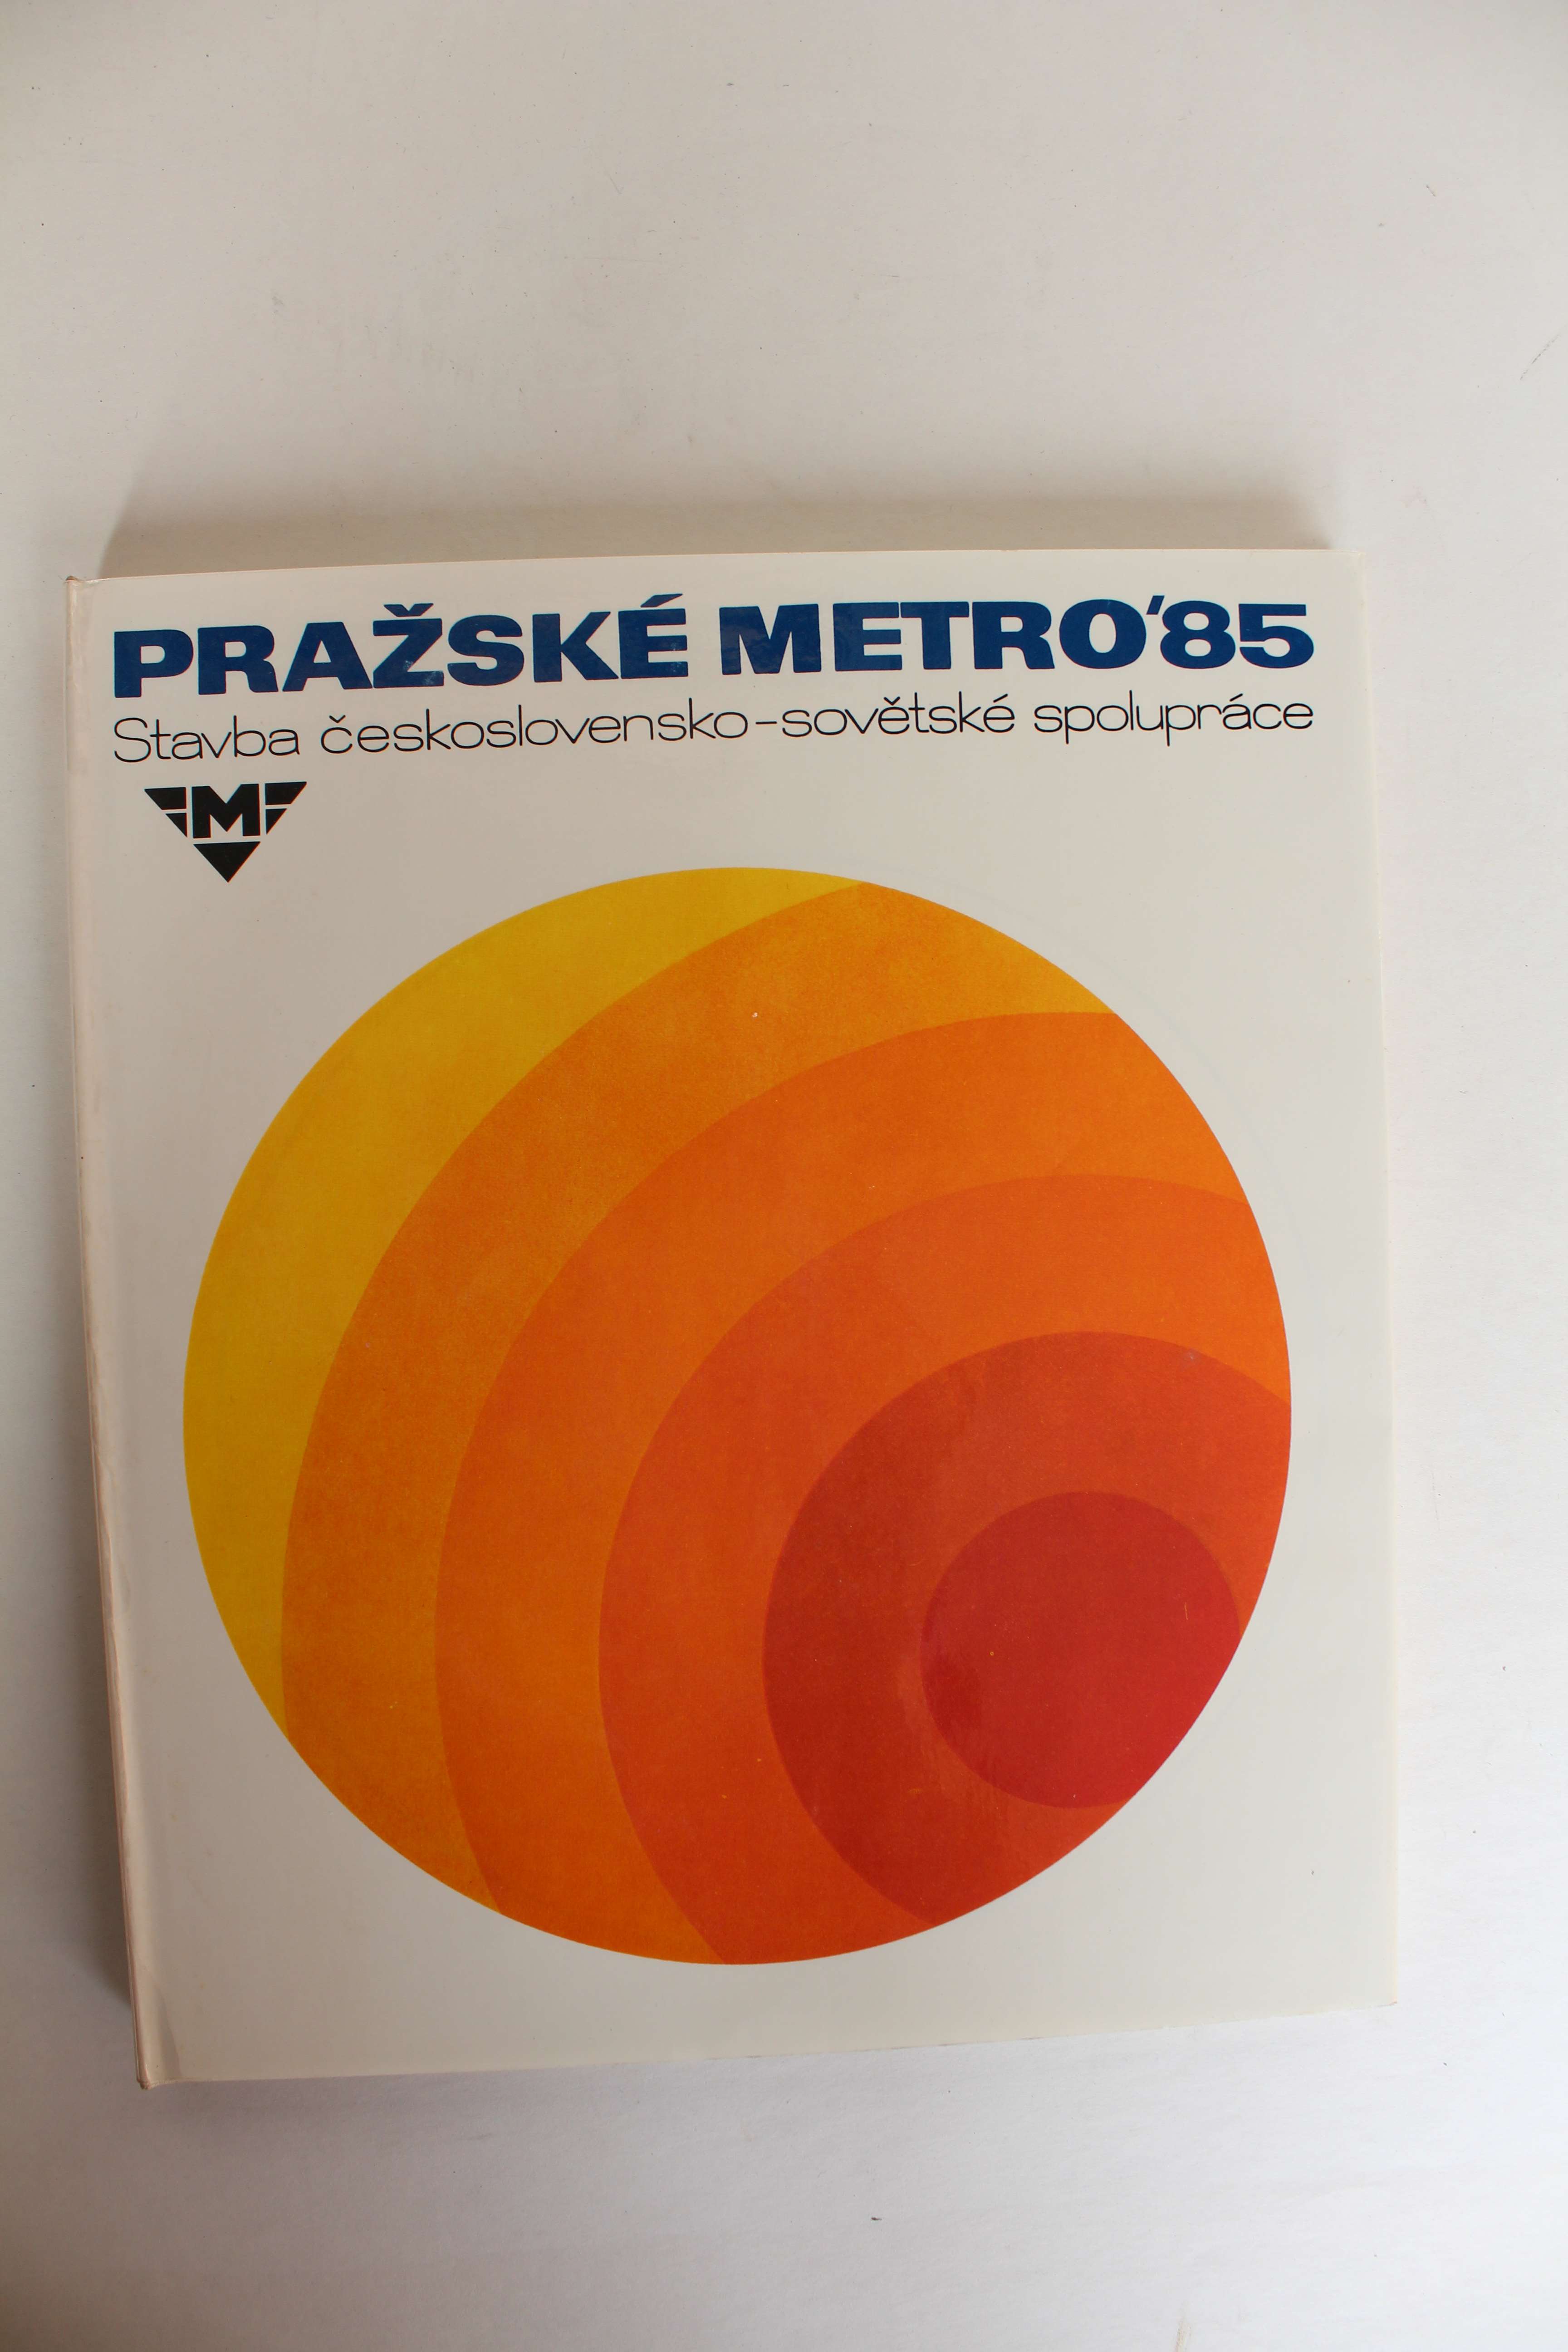 PRAŽSKÉ METRO'85
Stavba československo-sovětské spolupráce
M